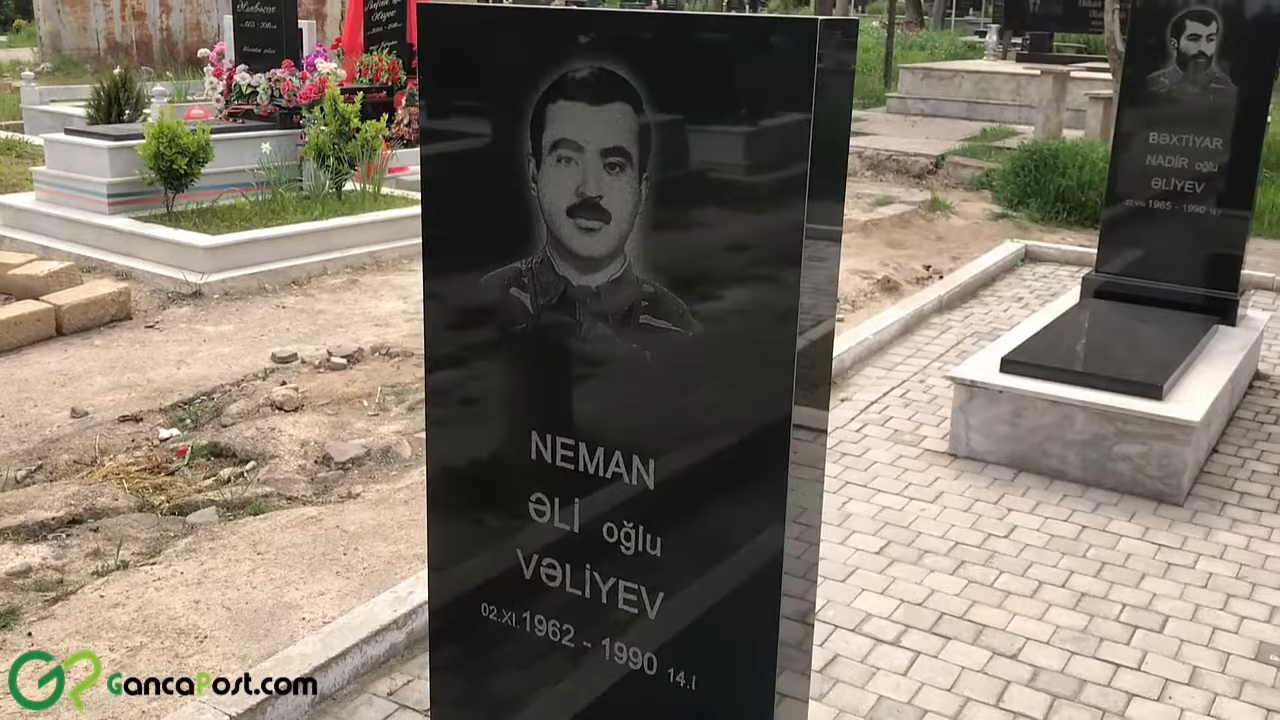 NEMAN
ƏLİ oğlu
VƏLİYEV
02.XI.1962 - 1990 14.I
BƏXTİYAR
NADİR oğlu
ƏLİYEV
1965 - 1990
GancaPost.com